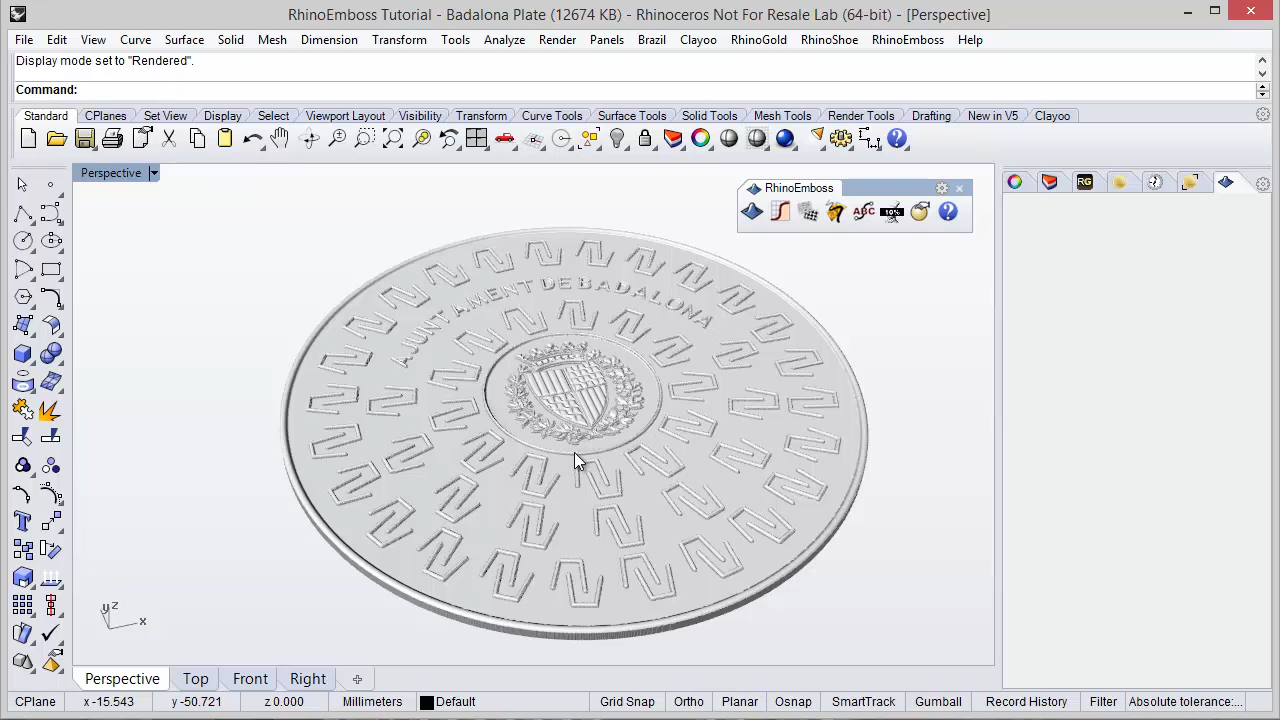 RhinoEmboss Tutorial - Badalona Plate (12674 KB) - Rhinoceros Not For Resale Lab (64-bit) - [Perspective]
File Edit View Curve Surface Solid Mesh Dimension Transform Tools Analyze Render Panels Brazil Clayoo RhinoGold RhinoShoe RhinoEmboss Help
Display mode set to "Rendered".
Command:
Standard CPlanes Set View Display Select Viewport Layout Visibility Transform Curve Tools Surface Tools Solid Tools Mesh Tools Render Tools Drafting New in V5 Clayoo
Perspective
RG
RhinoEmboss
ABC
10%
AJUNTAMENT DE BADALONA
y z
x
Perspective Top Front Right
CPlane x -15.543 y -50.721 z 0.000 Millimeters Default Grid Snap Ortho Planar Osnap SmartTrack Gumball Record History Filter Absolute tolerance...